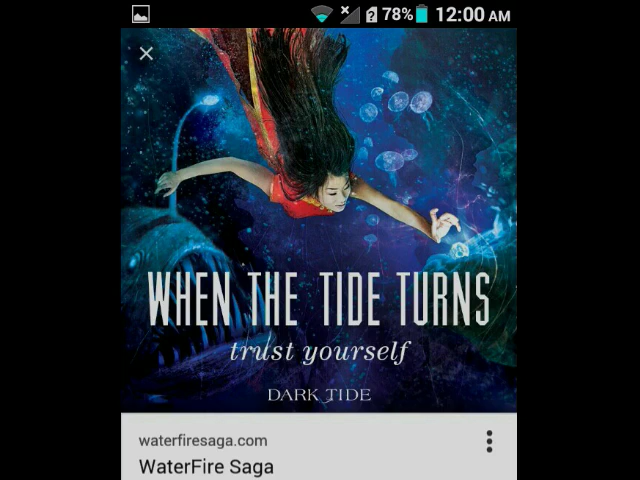 78% 12:00 AM
WHEN THE TIDE TURNS
trust yourself
DARK TIDE
waterfiresaga.com
WaterFire Saga